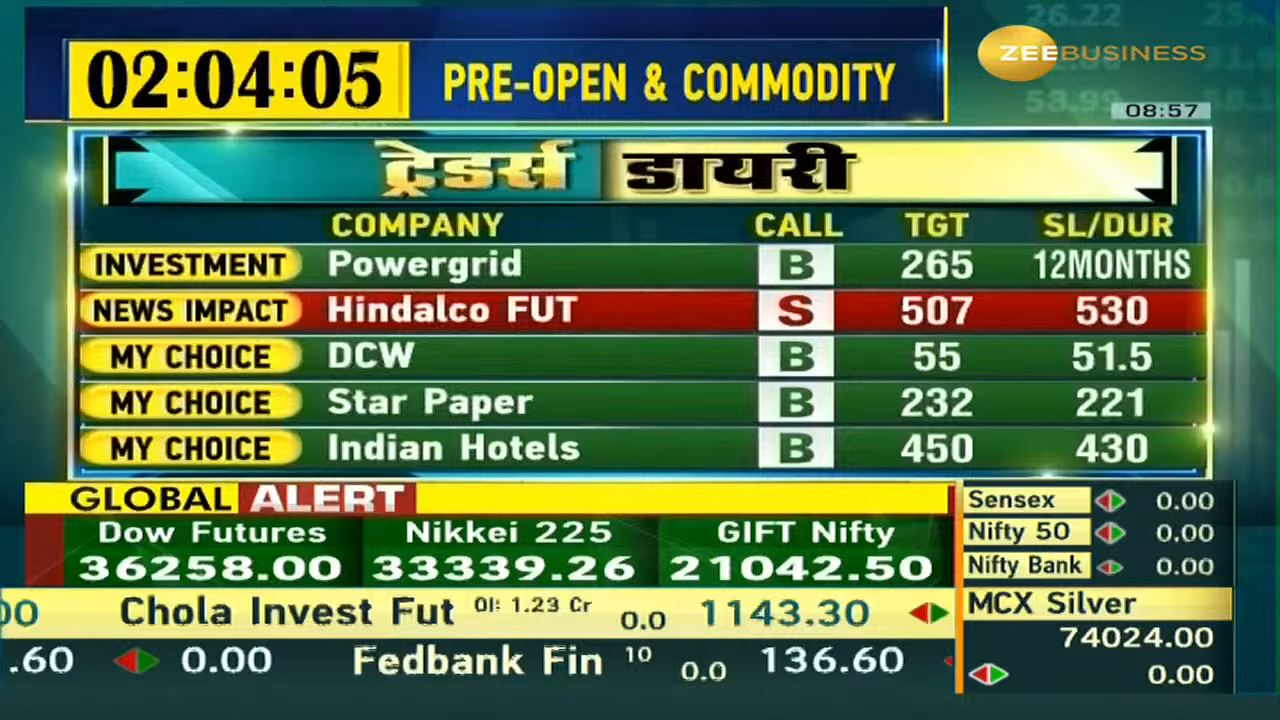 02:04:05 PRE-OPEN & COMMODITY
ZEEBUSINESS
08:57
ट्रेडर्स डायरी
COMPANY CALL TGT SL/DUR
INVESTMENT Powergrid B 265 12MONTHS
NEWS IMPACT Hindalco FUT S 507 530
MY CHOICE DCW B 55 51.5
MY CHOICE Star Paper B 232 221
MY CHOICE Indian Hotels B 450 430
GLOBAL ALERT
Dow Futures Nikkei 225 GIFT Nifty
36258.00 33339.26 21042.50
Sensex 0.00
Nifty 50 0.00
Nifty Bank 0.00
MCX Silver
74024.00
0.00
Chola Invest Fut OI: 1.23 Cr 0.0 1143.30
.60 0.00 Fedbank Fin 10 0.0 136.60